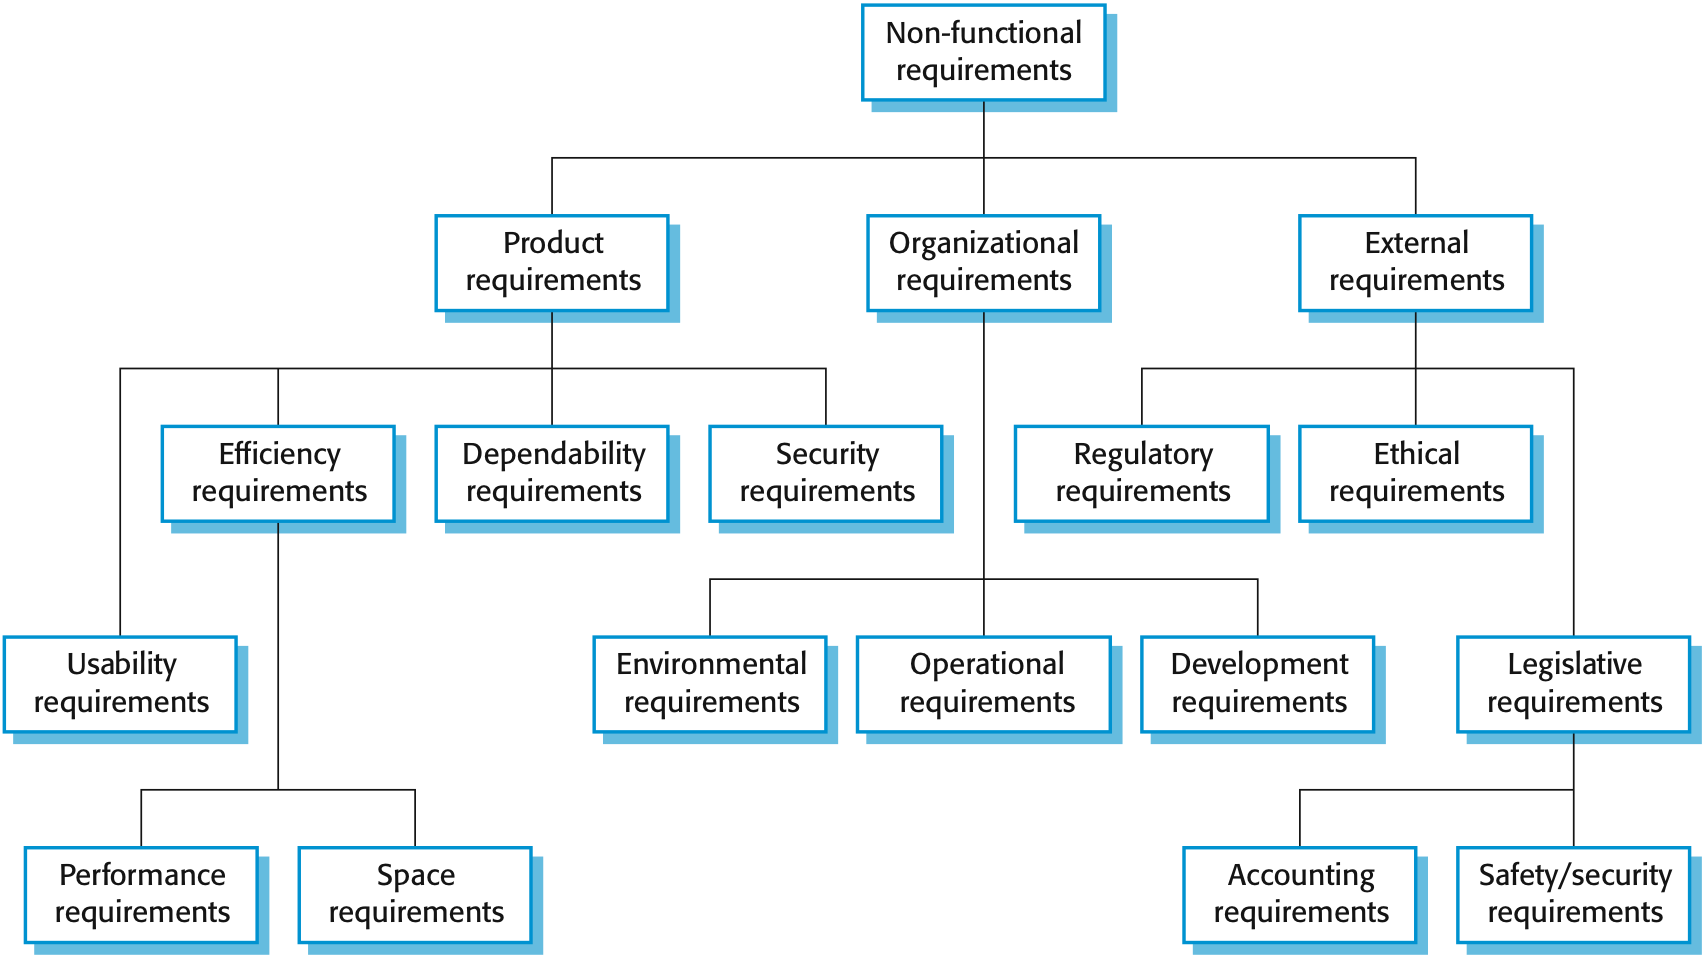 Non-functional
requirements
Product
requirements
Organizational
requirements
External
requirements
Efficiency
requirements
Dependability
requirements
Security
requirements
Regulatory
requirements
Ethical
requirements
Usability
requirements
Environmental
requirements
Operational
requirements
Development
requirements
Legislative
requirements
Performance
requirements
Space
requirements
Accounting
requirements
Safety/security
requirements